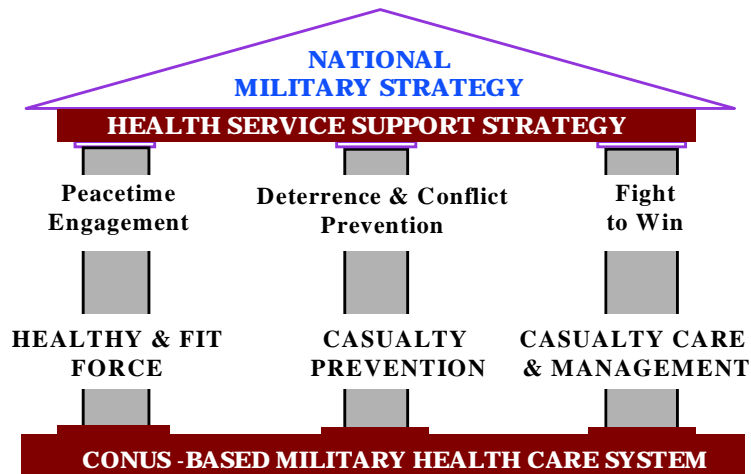 NATIONAL
MILITARY STRATEGY
HEALTH SERVICE SUPPORT STRATEGY
Peacetime
Engagement
Deterrence & Conflict
Prevention
Fight
to Win
HEALTHY & FIT
FORCE
CASUALTY
PREVENTION
CASUALTY CARE
& MANAGEMENT
CONUS -BASED MILITARY HEALTH CARE SYSTEM